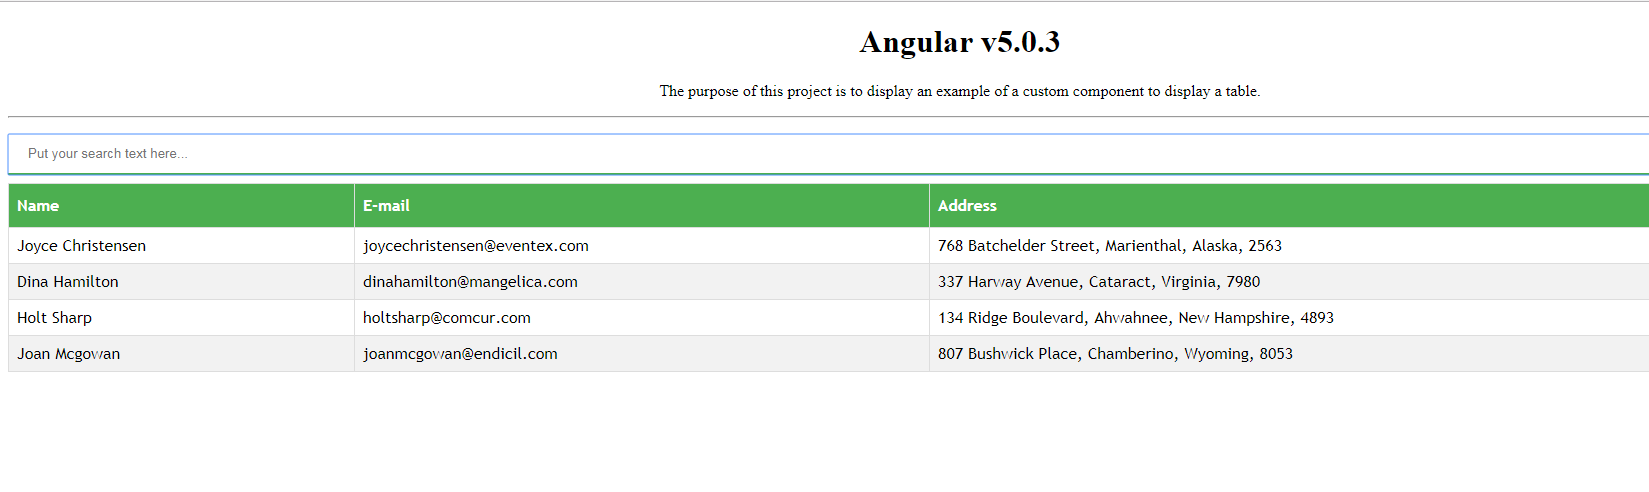 Angular v5.0.3
The purpose of this project is to display an example of a custom component to display a table.
Put your search text here...
Name E-mail Address
Joyce Christensen joycechristensen@eventex.com 768 Batchelder Street, Marienthal, Alaska, 2563
Dina Hamilton dinahamilton@mangelica.com 337 Harway Avenue, Cataract, Virginia, 7980
Holt Sharp holtsharp@comcur.com 134 Ridge Boulevard, Ahwahnee, New Hampshire, 4893
Joan Mcgowan joanmcgowan@endicil.com 807 Bushwick Place, Chamberino, Wyoming, 8053